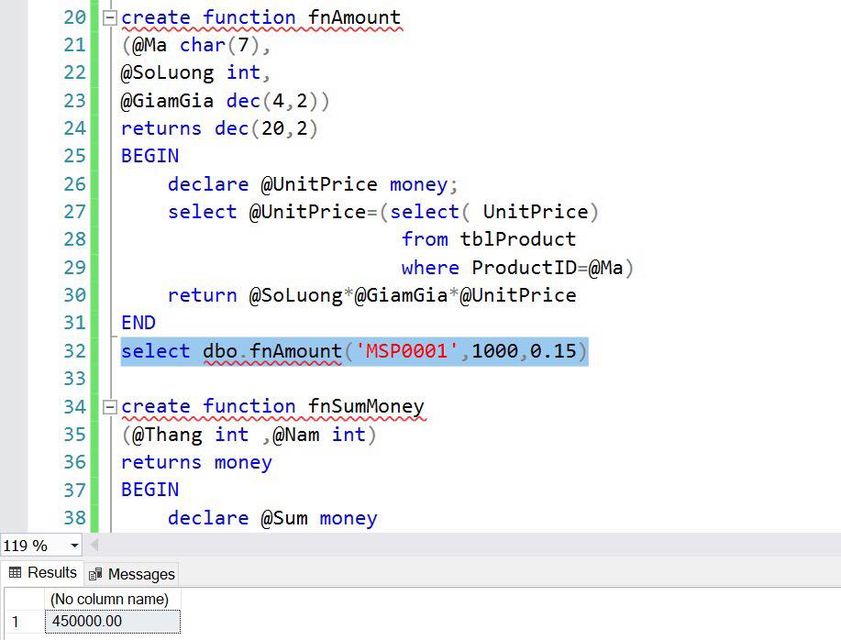 20 create function fnAmount
21 (@Ma char(7),
22 @SoLuong int,
23 @GiamGia dec(4,2))
24 returns dec(20,2)
25 BEGIN
26 declare @UnitPrice money;
27 select @UnitPrice=(select( UnitPrice)
28 from tblProduct
29 where ProductID=@Ma)
30 return @SoLuong*@GiamGia*@UnitPrice
31 END
32 select dbo.fnAmount('MSP0001',1000,0.15)
33
34 create function fnSumMoney
35 (@Thang int ,@Nam int)
36 returns money
37 BEGIN
38 declare @Sum money
119 %
Results Messages
(No column name)
1 450000.00